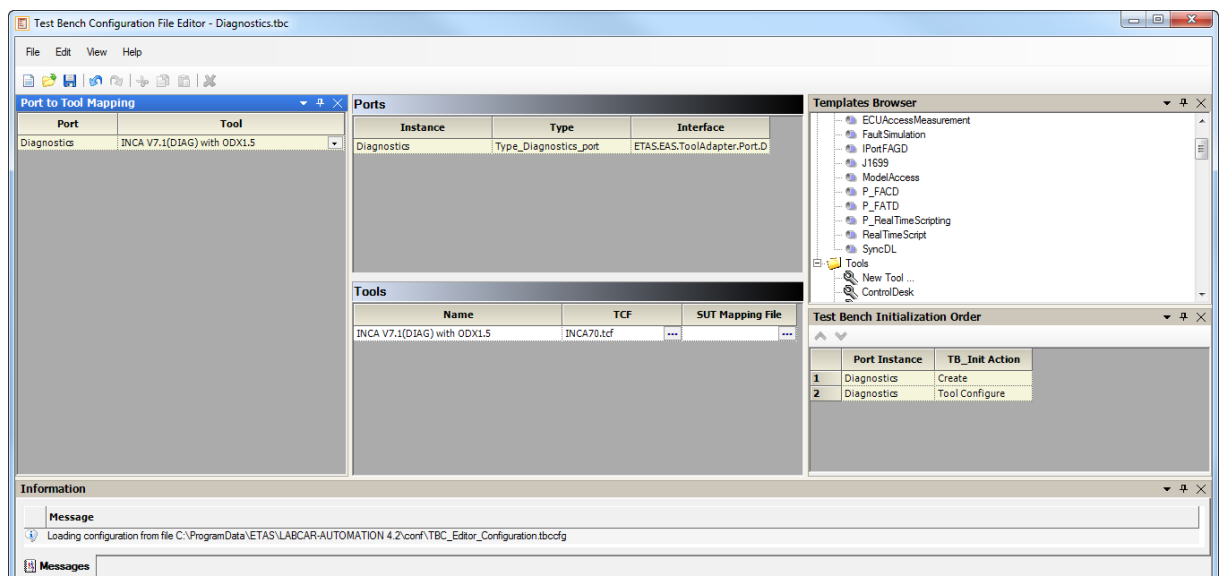 Test Bench Configuration File Editor - Diagnostics.tbc
File Edit View Help
Port to Tool Mapping
Port Tool
Diagnostics INCA V7.1(DIAG) with ODX1.5
Ports
Instance Type Interface
Diagnostics Type_Diagnostics_port ETAS.EAS.ToolAdapter.Port.D
Tools
Name TCF SUT Mapping File
INCA V7.1(DIAG) with ODX1.5 INCA70.tcf ... ...
Templates Browser
ECUAccessMeasurement
FaultSimulation
IPortFAGD
J1699
ModelAccess
P_FACD
P_FATD
P_RealTimeScripting
RealTimeScript
SyncDL
Tools
New Tool ...
ControlDesk
Test Bench Initialization Order
Port Instance TB_Init Action
1 Diagnostics Create
2 Diagnostics Tool Configure
Information
Message
Loading configuration from file C:\ProgramData\ETAS\LABCAR-AUTOMATION 4.2\conf\TBC_Editor_Configuration.tbccfg
Messages